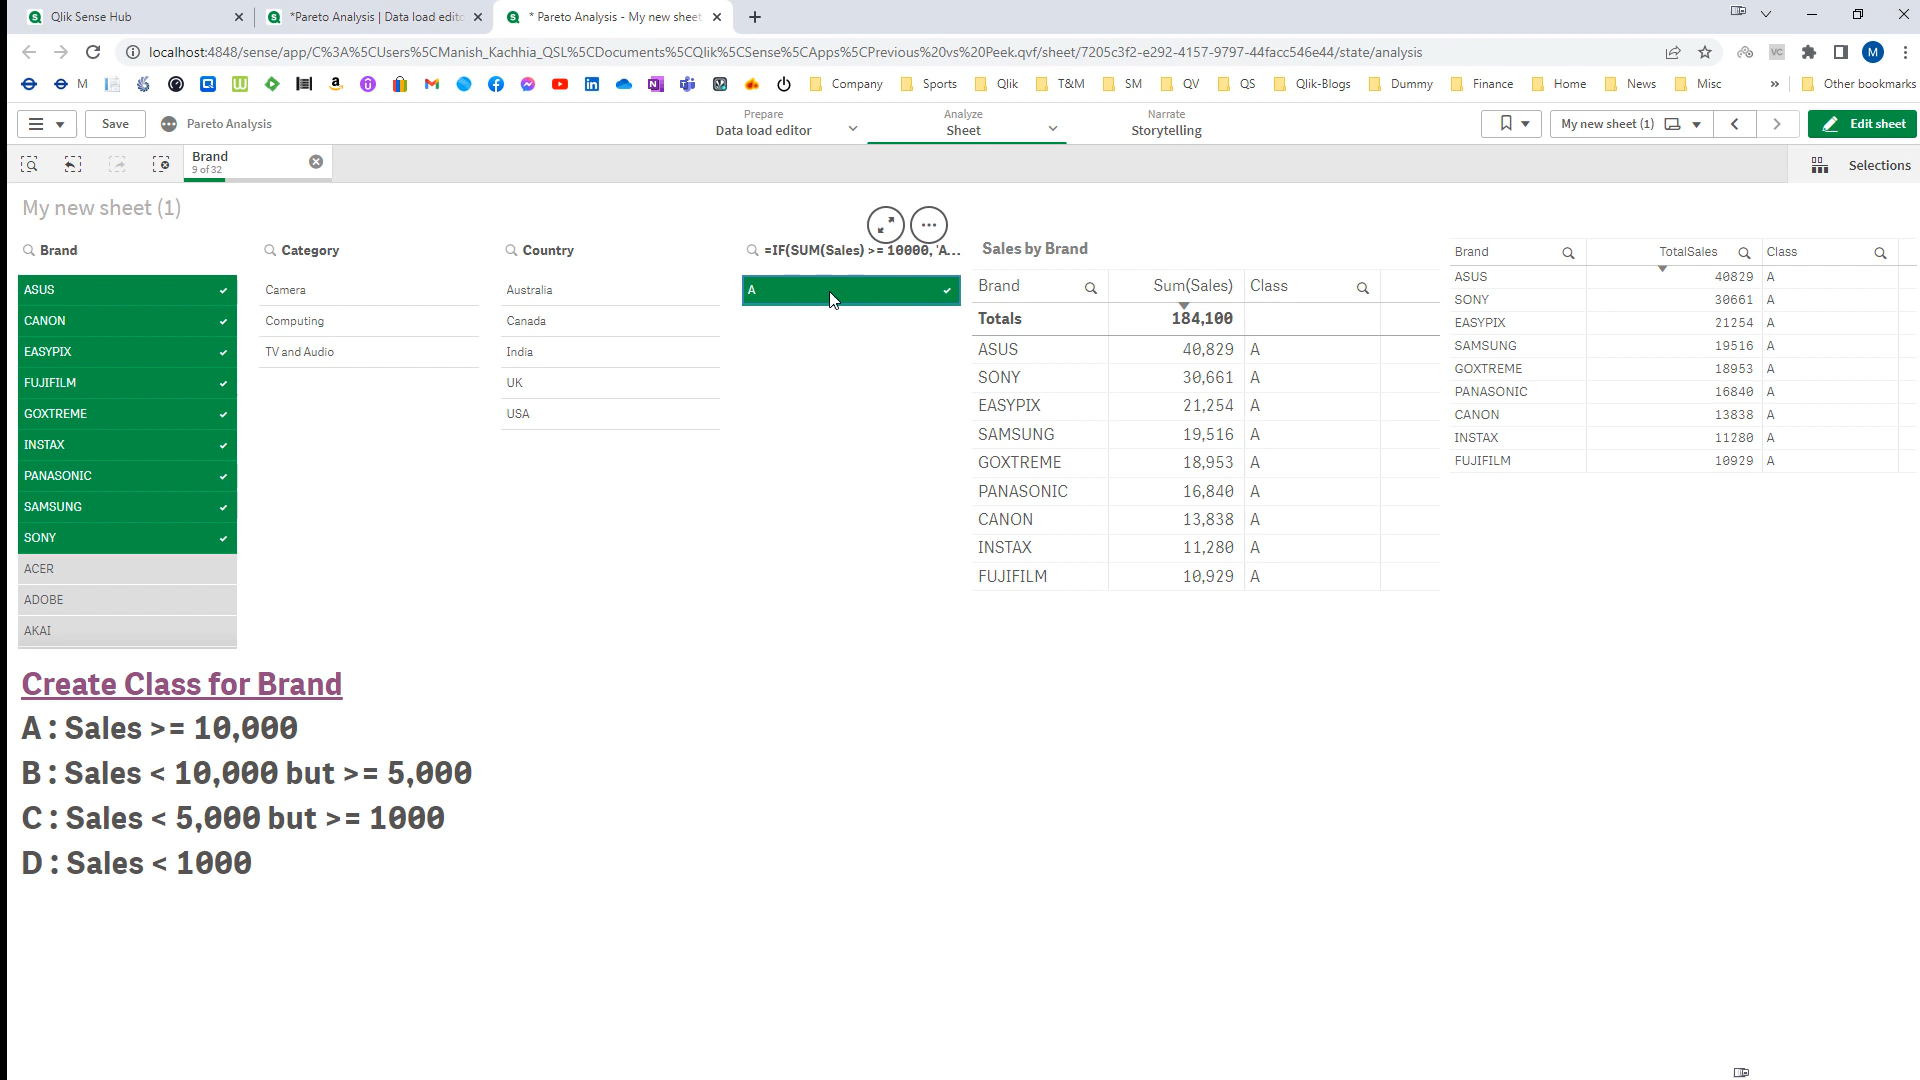 Qlik Sense Hub
*Pareto Analysis | Data load edito
* Pareto Analysis - My new sheet
localhost:4848/sense/app/C%3A%5CUsers%5CManish_Kachhia_QSL%5CDocuments%5CQlik%5CSense%5CApps%5CPrevious%20vs%20Peek.qvf/sheet/7205c3f2-e292-4157-9797-44facc546e44/state/analysis
VC
M
M
Company
Sports
Qlik
T&M
SM
QV
QS
Qlik-Blogs
Dummy
Finance
Home
News
Misc
»
Other bookmarks
Save
Pareto Analysis
Prepare
Data load editor
Analyze
Sheet
Narrate
Storytelling
My new sheet (1)
Edit sheet
Brand
9 of 32
Selections
My new sheet (1)
Brand
ASUS
CANON
EASYPIX
FUJIFILM
GOXTREME
INSTAX
PANASONIC
SAMSUNG
SONY
ACER
ADOBE
AKAI
Category
Camera
Computing
TV and Audio
Country
Australia
Canada
India
UK
USA
=IF(SUM(Sales) >= 10000, 'A...
A
Sales by Brand
Brand Sum(Sales) Class
Totals 184,100
ASUS 40,829 A
SONY 30,661 A
EASYPIX 21,254 A
SAMSUNG 19,516 A
GOXTREME 18,953 A
PANASONIC 16,840 A
CANON 13,838 A
INSTAX 11,280 A
FUJIFILM 10,929 A
Brand TotalSales Class
ASUS 40829 A
SONY 30661 A
EASYPIX 21254 A
SAMSUNG 19516 A
GOXTREME 18953 A
PANASONIC 16840 A
CANON 13838 A
INSTAX 11280 A
FUJIFILM 10929 A
Create Class for Brand
A : Sales >= 10,000
B : Sales < 10,000 but >= 5,000
C : Sales < 5,000 but >= 1000
D : Sales < 1000